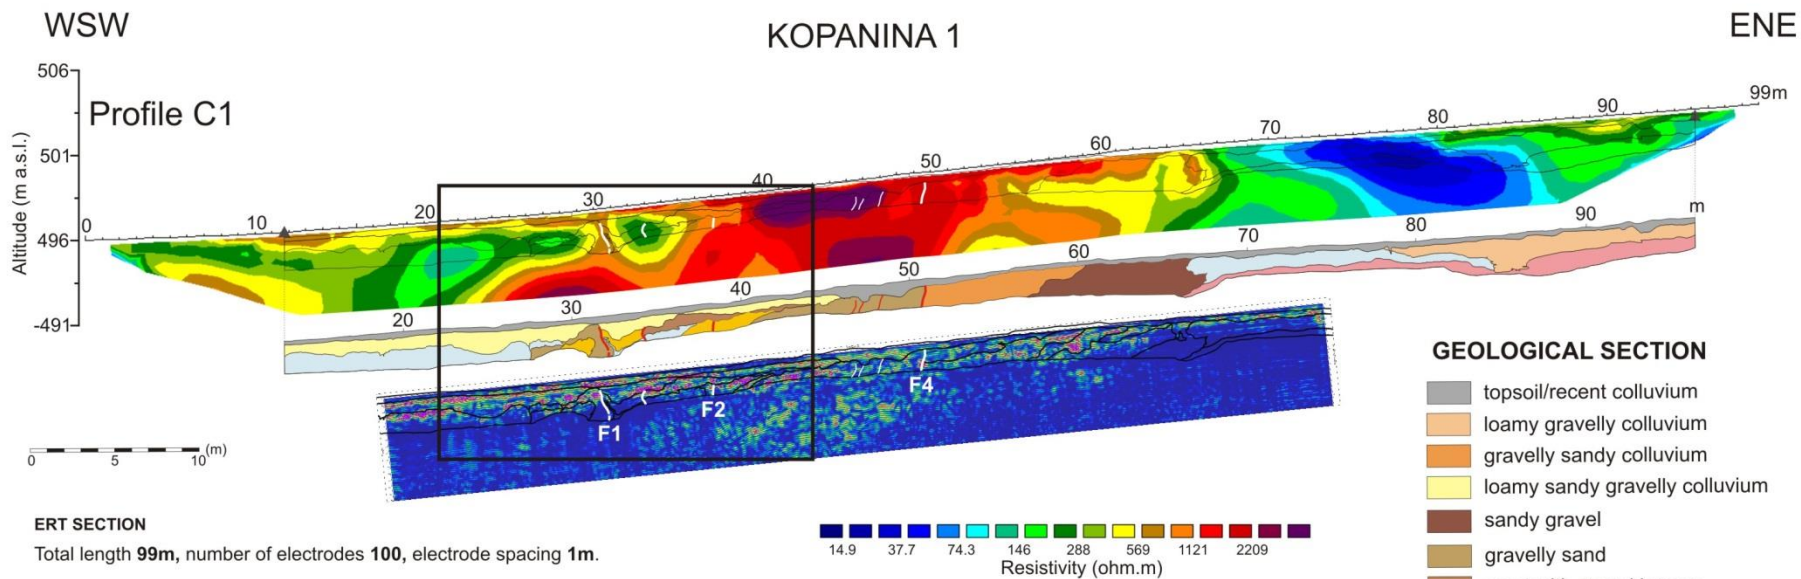 WSW
KOPANINA 1
ENE
506
Profile C1
501
496
-491
Altitude (m a.s.l.)
0 10 20 30 40 50 60 70 80 90 99m
m
20 30 40 50 60 70 80 90
F1
F2
F4
0 5 10 (m)
ERT SECTION
Total length 99m, number of electrodes 100, electrode spacing 1m.
14.9 37.7 74.3 146 288 569 1121 2209
Resistivity (ohm.m)
GEOLOGICAL SECTION
topsoil/recent colluvium
loamy gravelly colluvium
gravelly sandy colluvium
loamy sandy gravelly colluvium
sandy gravel
gravelly sand